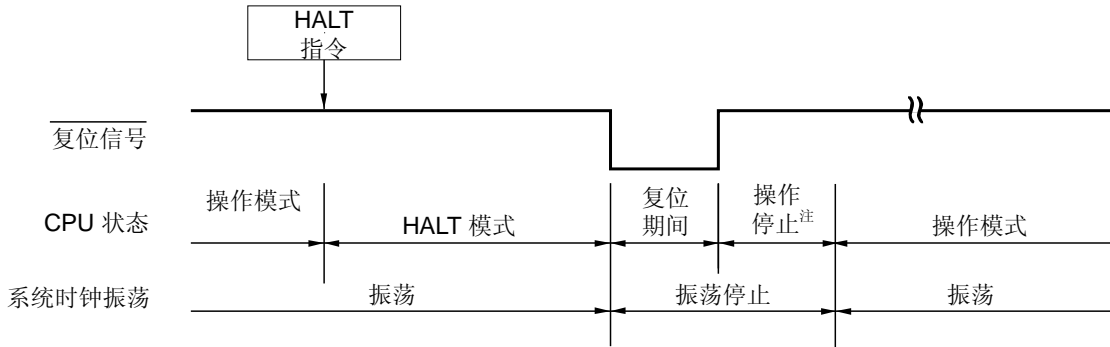 HALT
指令
复位信号
操作模式
复位
期间
操作
停止注
CPU 状态
HALT 模式
操作模式
系统时钟振荡
振荡
振荡停止
振荡